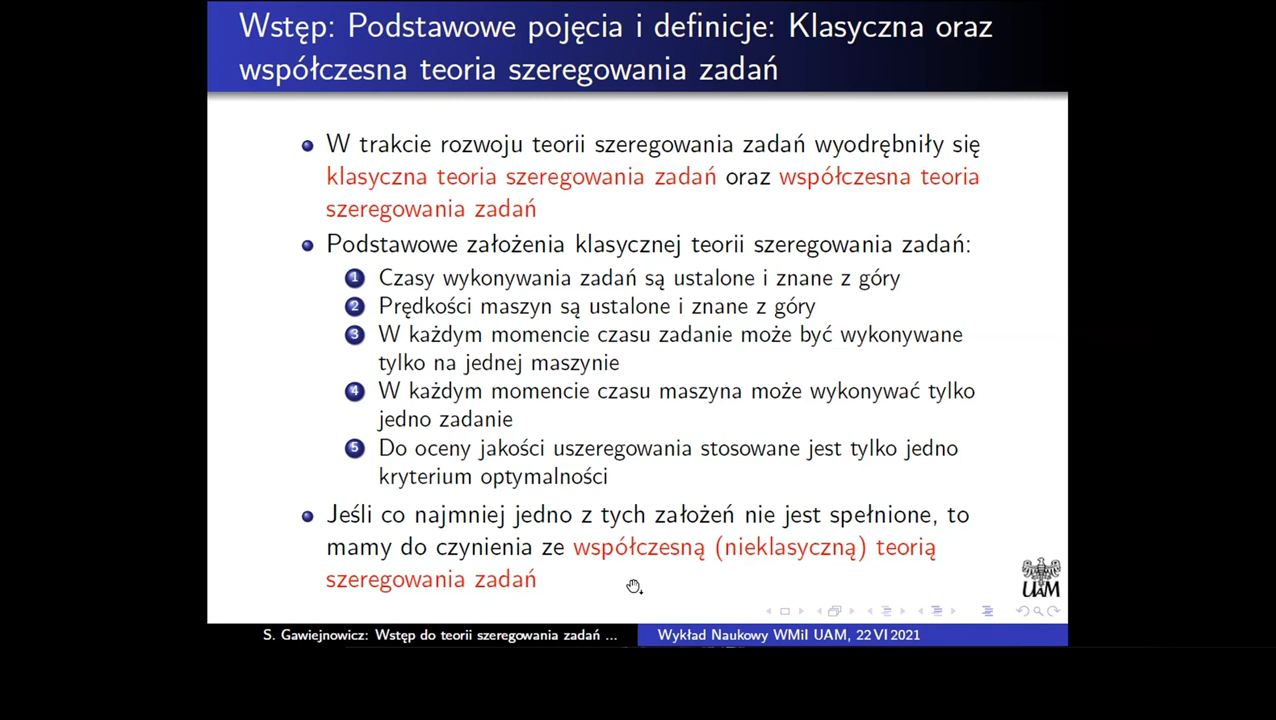 Wstęp: Podstawowe pojęcia i definicje: Klasyczna oraz
współczesna teoria szeregowania zadań
W trakcie rozwoju teorii szeregowania zadań wyodrębniły się
klasyczna teoria szeregowania zadań oraz współczesna teoria
szeregowania zadań
Podstawowe założenia klasycznej teorii szeregowania zadań:
1 Czasy wykonywania zadań są ustalone i znane z góry
2 Prędkości maszyn są ustalone i znane z góry
3 W każdym momencie czasu zadanie może być wykonywane
tylko na jednej maszynie
4 W każdym momencie czasu maszyna może wykonywać tylko
jedno zadanie
5 Do oceny jakości uszeregowania stosowane jest tylko jedno
kryterium optymalności
Jeśli co najmniej jedno z tych założeń nie jest spełnione, to
mamy do czynienia ze współczesną (nieklasyczną) teorią
szeregowania zadań
UAM
S. Gawiejnowicz: Wstęp do teorii szeregowania zadań ...
Wykład Naukowy WMiI UAM, 22 VI 2021